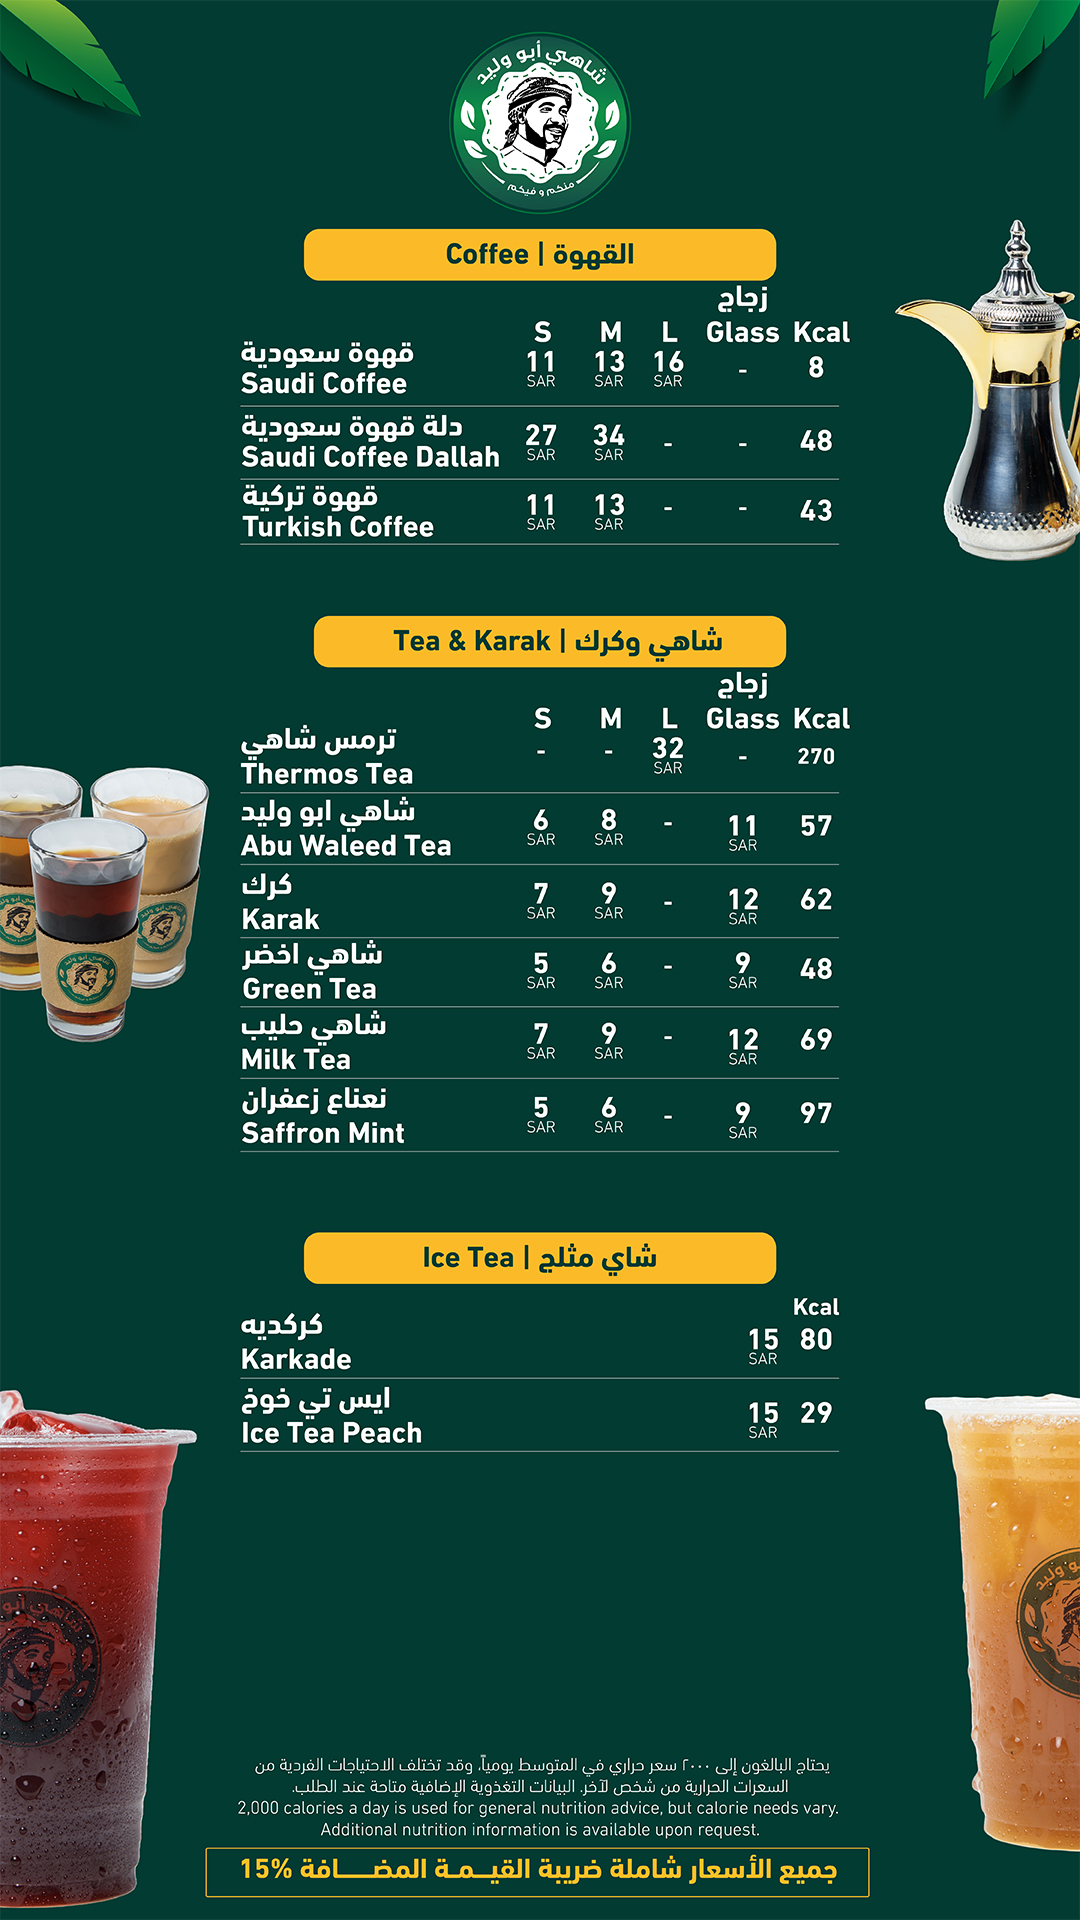 شاهي أبو وليد
منكم و فيكم
القهوة | Coffee
زجاج
S M L Glass Kcal
قهوة سعودية
Saudi Coffee
11 SAR 13 SAR 16 SAR - 8
دلة قهوة سعودية
Saudi Coffee Dallah
27 SAR 34 SAR - - 48
قهوة تركية
Turkish Coffee
11 SAR 13 SAR - - 43
شاهي وكرك | Tea & Karak
زجاج
S M L Glass Kcal
ترمس شاهي
Thermos Tea
- - 32 SAR - 270
شاهي ابو وليد
Abu Waleed Tea
6 SAR 8 SAR - 11 SAR 57
كرك
Karak
7 SAR 9 SAR - 12 SAR 62
شاهي اخضر
Green Tea
5 SAR 6 SAR - 9 SAR 48
شاهي حليب
Milk Tea
7 SAR 9 SAR - 12 SAR 69
نعناع زعفران
Saffron Mint
5 SAR 6 SAR - 9 SAR 97
شاي مثلج | Ice Tea
Kcal
كركديه
Karkade
15 SAR 80
ايس تي خوخ
Ice Tea Peach
15 SAR 29
يحتاج البالغون إلى ٢٠٠٠ سعر حراري في المتوسط يومياً، وقد تختلف الاحتياجات الفردية من
السعرات الحرارية من شخص لآخر. البيانات التغذوية الإضافية متاحة عند الطلب.
2,000 calories a day is used for general nutrition advice, but calorie needs vary.
Additional nutrition information is available upon request.
جميع الأسعار شاملة ضريبة القيـــمـة المضـــــافة 15%